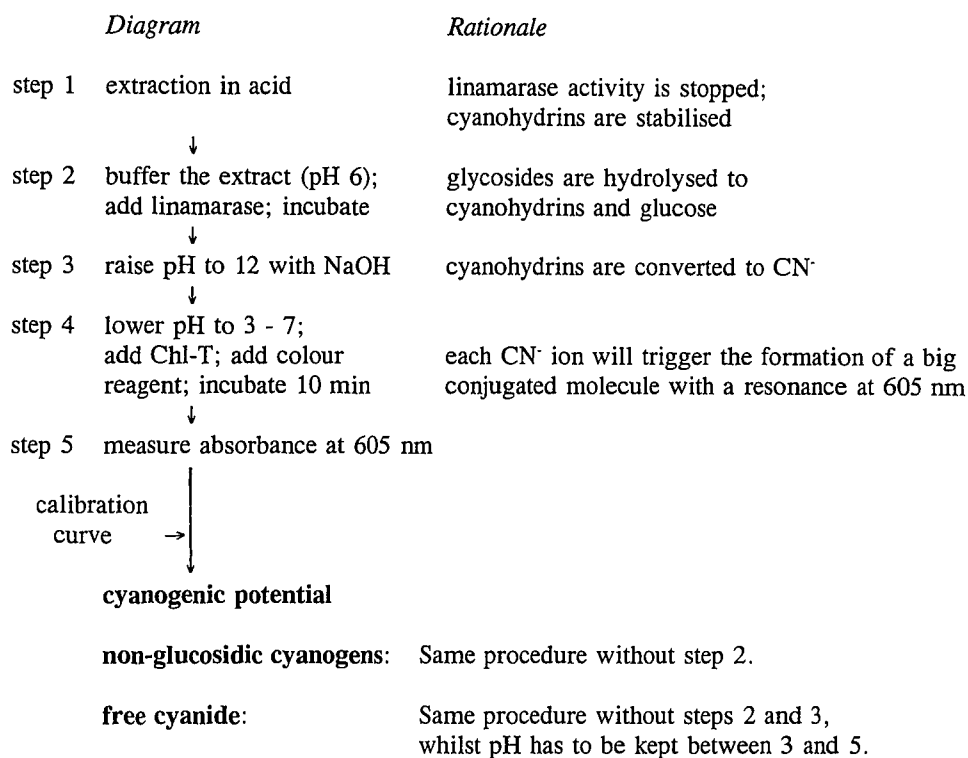 Diagram Rationale
step 1 extraction in acid linamarase activity is stopped;
cyanohydrins are stabilised
↓
step 2 buffer the extract (pH 6); glycosides are hydrolysed to
add linamarase; incubate cyanohydrins and glucose
↓
step 3 raise pH to 12 with NaOH cyanohydrins are converted to CN⁻
↓
step 4 lower pH to 3 - 7;
add Chl-T; add colour each CN⁻ ion will trigger the formation of a big
reagent; incubate 10 min conjugated molecule with a resonance at 605 nm
↓
step 5 measure absorbance at 605 nm
calibration
curve →
cyanogenic potential
non-glucosidic cyanogens: Same procedure without step 2.
free cyanide: Same procedure without steps 2 and 3,
whilst pH has to be kept between 3 and 5.